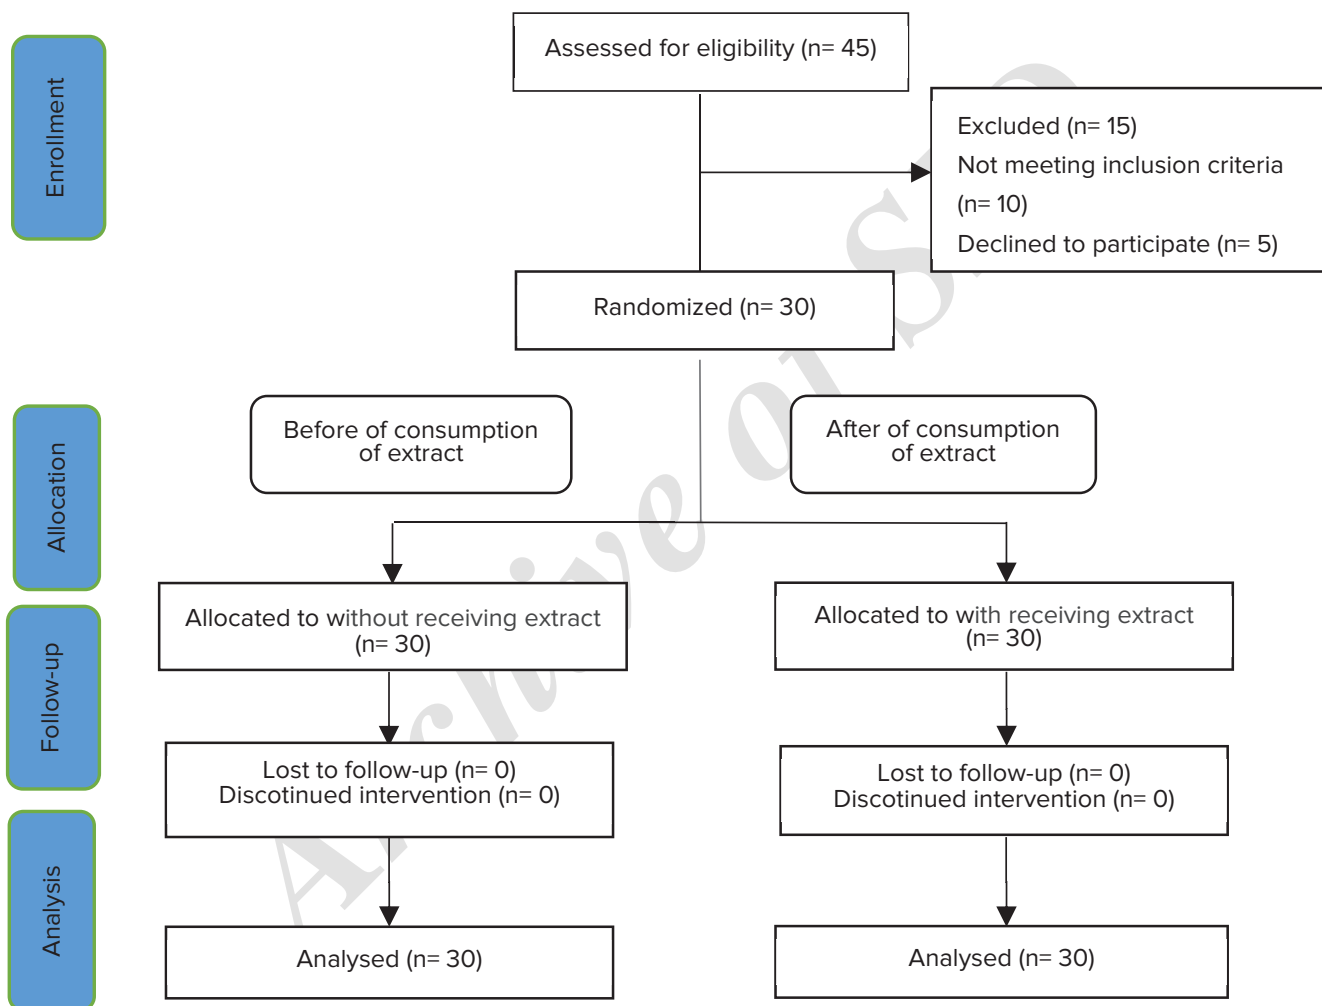 Enrollment
Assessed for eligibility (n= 45)
Excluded (n= 15)
Not meeting inclusion criteria
(n= 10)
Declined to participate (n= 5)
Randomized (n= 30)
Allocation
Before of consumption
of extract
After of consumption
of extract
Allocated to without receiving extract
(n= 30)
Allocated to with receiving extract
(n= 30)
Follow-up
Lost to follow-up (n= 0)
Discotinued intervention (n= 0)
Lost to follow-up (n= 0)
Discotinued intervention (n= 0)
Analysis
Analysed (n= 30)
Analysed (n= 30)
Archive of S